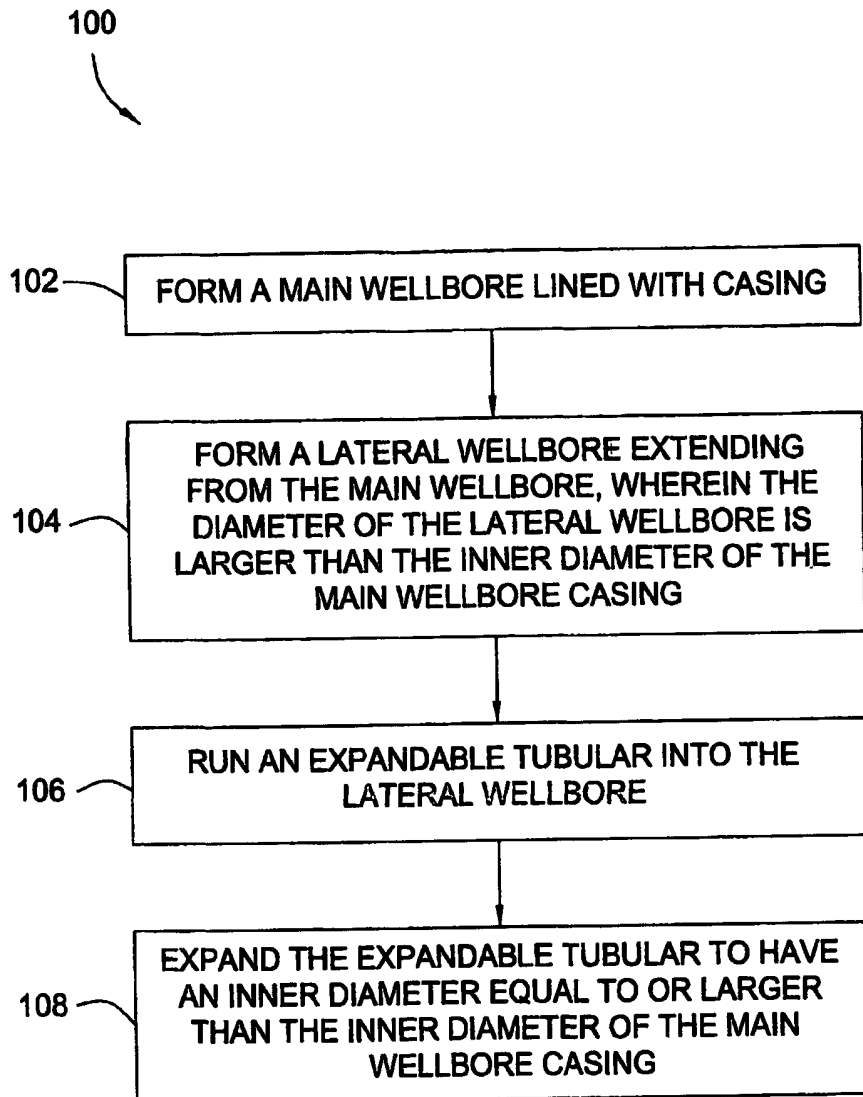 100
102
FORM A MAIN WELLBORE LINED WITH CASING
104
FORM A LATERAL WELLBORE EXTENDING
FROM THE MAIN WELLBORE, WHEREIN THE
DIAMETER OF THE LATERAL WELLBORE IS
LARGER THAN THE INNER DIAMETER OF THE
MAIN WELLBORE CASING
106
RUN AN EXPANDABLE TUBULAR INTO THE
LATERAL WELLBORE
108
EXPAND THE EXPANDABLE TUBULAR TO HAVE
AN INNER DIAMETER EQUAL TO OR LARGER
THAN THE INNER DIAMETER OF THE MAIN
WELLBORE CASING